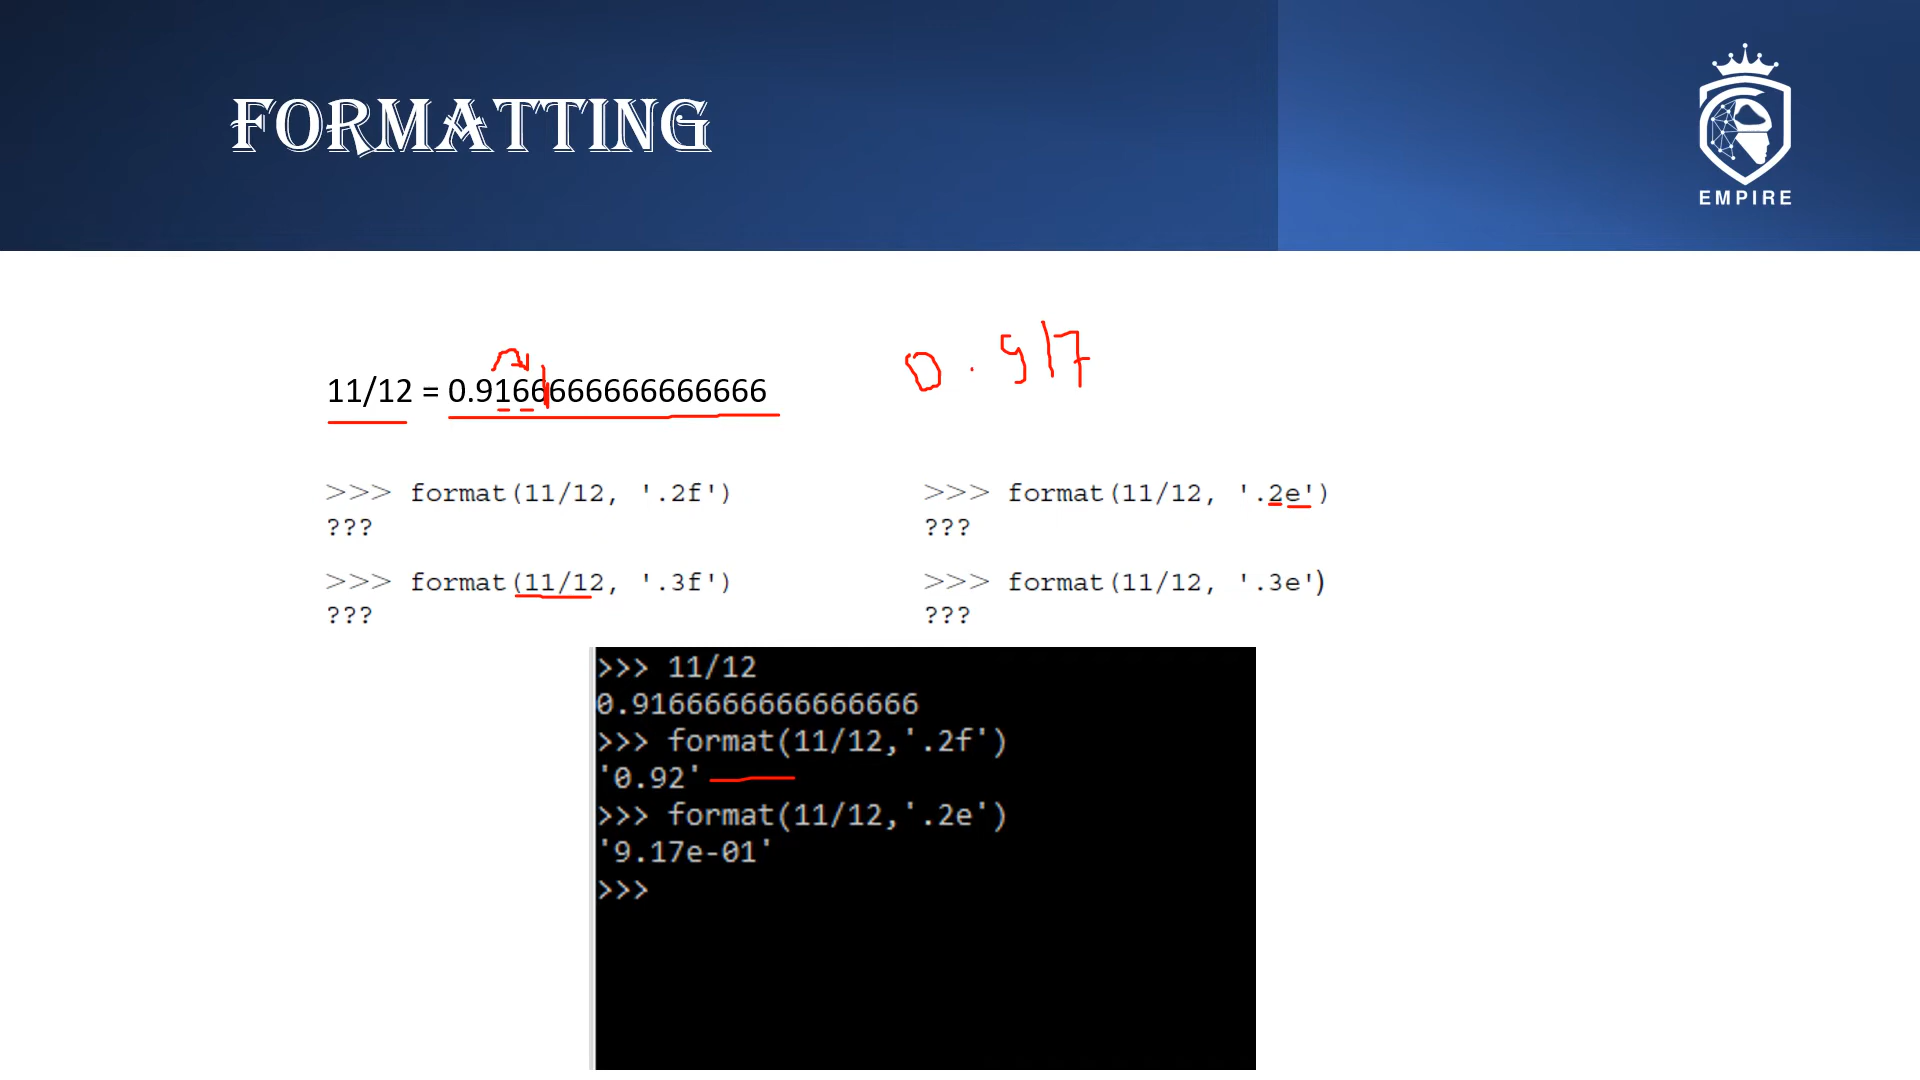 FORMATTING
EMPIRE
0.917
11/12 = 0.9166666666666666
>>> format(11/12, '.2f')
???
>>> format(11/12, '.2e')
???
>>> format(11/12, '.3f')
???
>>> format(11/12, '.3e')
???
>>> 11/12
0.9166666666666666
>>> format(11/12,'.2f')
'0.92'
>>> format(11/12,'.2e')
'9.17e-01'
>>>